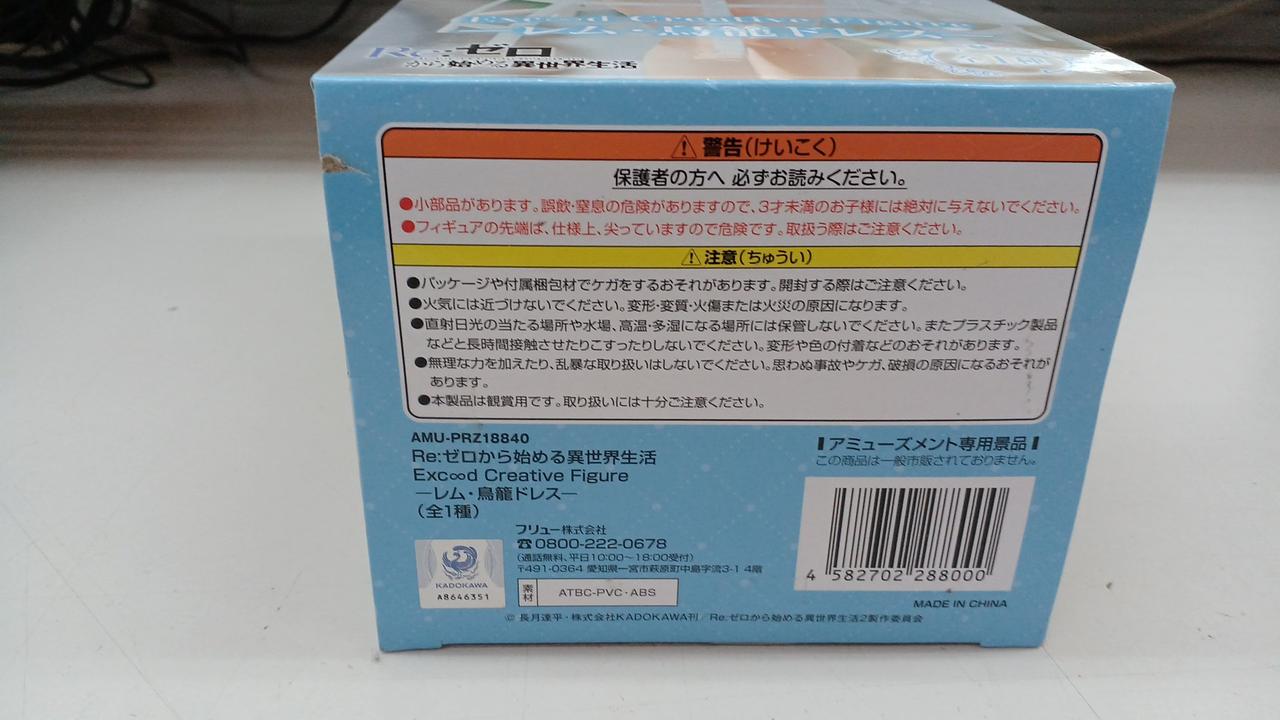 Exc∞d Creative Figure
―レム・鳥籠ドレス―
Re:ゼロ
から始める異世界生活
全1種
⚠ 警告(けいこく)
保護者の方へ 必ずお読みください。
●小部品があります。誤飲・窒息の危険がありますので、3才未満のお子様には絶対に与えないでください。
●フィギュアの先端は、仕様上、尖っていますので危険です。取扱う際はご注意ください。
⚠ 注意(ちゅうい)
●パッケージや付属梱包材でケガをするおそれがあります。開封する際はご注意ください。
●火気には近づけないでください。変形・変質・火傷または火災の原因になります。
●直射日光の当たる場所や水場、高温・多湿になる場所には保管しないでください。またプラスチック製品
などと長時間接触させたりこすったりしないでください。変形や色の付着などのおそれがあります。
●無理な力を加えたり、乱暴な取り扱いはしないでください。思わぬ事故やケガ、破損の原因になるおそれが
あります。
●本製品は観賞用です。取り扱いには十分ご注意ください。
AMU-PRZ18840
Re:ゼロから始める異世界生活
Exc∞d Creative Figure
―レム・鳥籠ドレス―
(全1種)
アミューズメント専用景品
この商品は一般市販されておりません。
フリュー株式会社
☎0800-222-0678
(通話無料、平日10:00～18:00受付)
〒491-0364 愛知県一宮市萩原町中島字流3-1 4階
KADOKAWA
A8646351
素材
ATBC-PVC・ABS
4 582702 288000
MADE IN CHINA
© 長月達平・株式会社KADOKAWA刊/Re:ゼロから始める異世界生活2製作委員会